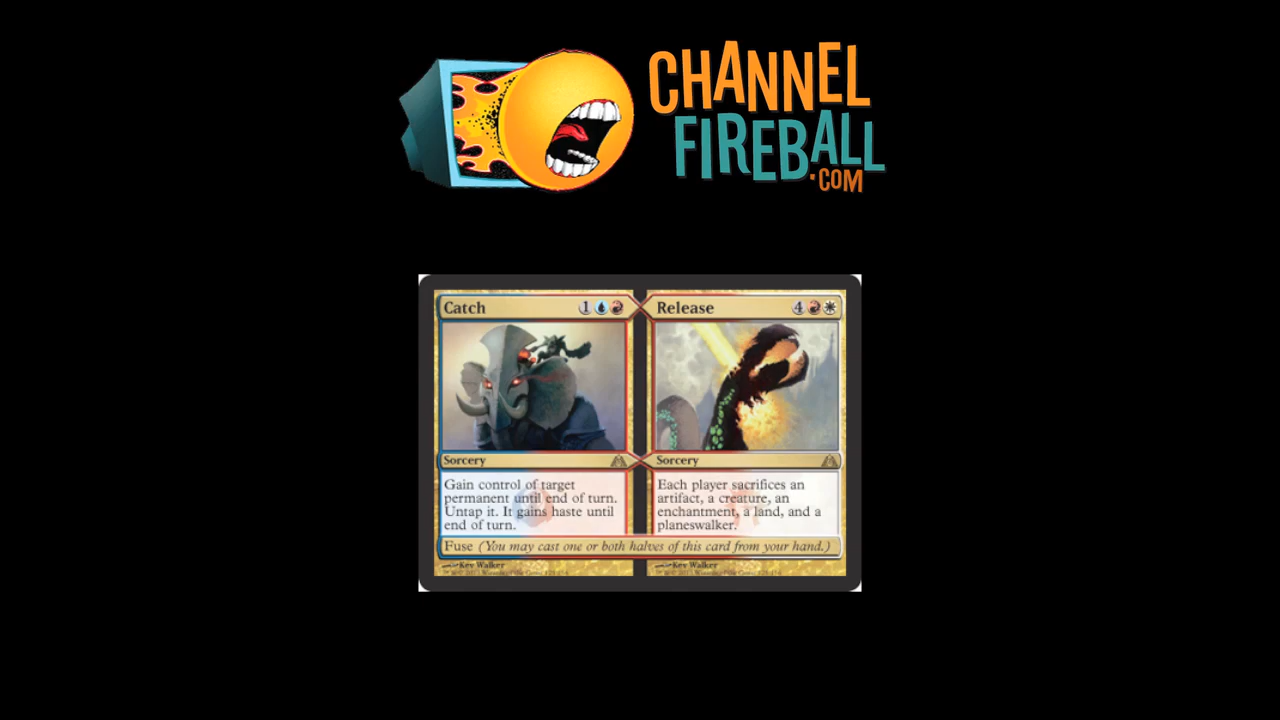 CHANNEL
FIREBALL
.COM
Catch 1
Release 4
Sorcery
Sorcery
Gain control of target
permanent until end of turn.
Untap it. It gains haste until
end of turn.
Each player sacrifices an
artifact, a creature, an
enchantment, a land, and a
planeswalker.
Fuse (You may cast one or both halves of this card from your hand.)
Kev Walker
Kev Walker